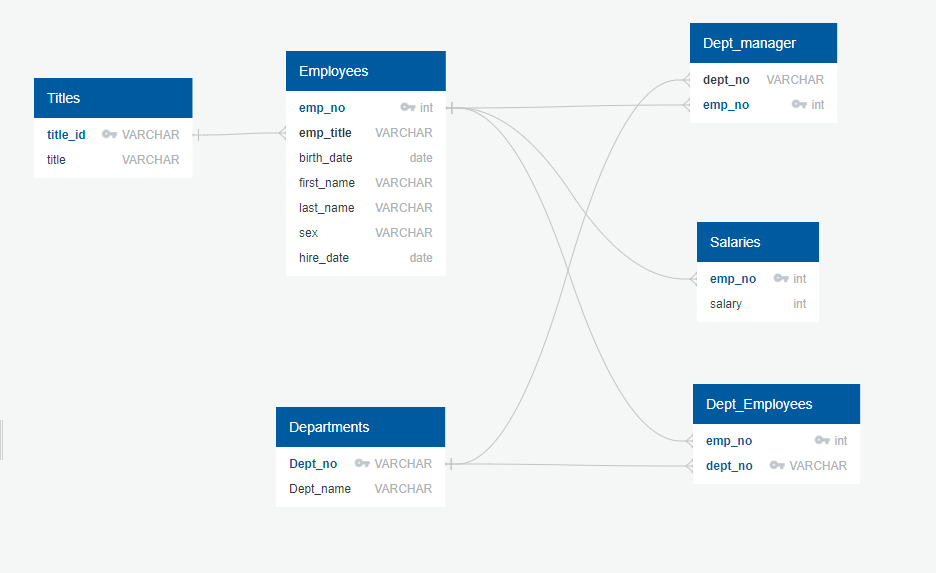 Titles
title_id VARCHAR
title VARCHAR
Employees
emp_no int
emp_title VARCHAR
birth_date date
first_name VARCHAR
last_name VARCHAR
sex VARCHAR
hire_date date
Dept_manager
dept_no VARCHAR
emp_no int
Salaries
emp_no int
salary int
Departments
Dept_no VARCHAR
Dept_name VARCHAR
Dept_Employees
emp_no int
dept_no VARCHAR